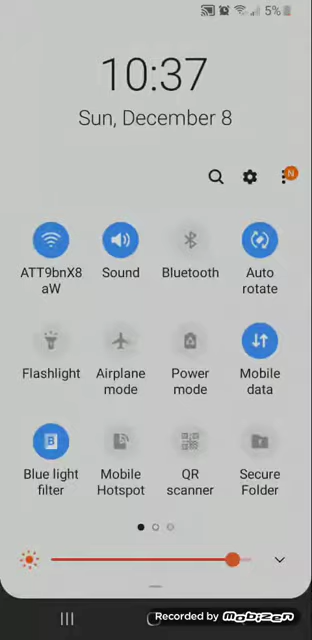 5%
10:37
Sun, December 8
N
ATT9bnX8
aW
Sound
Bluetooth
Auto
rotate
Flashlight
Airplane
mode
Power
mode
Mobile
data
B
Blue light
filter
Mobile
Hotspot
QR
scanner
Secure
Folder
Recorded by MOBIZEN